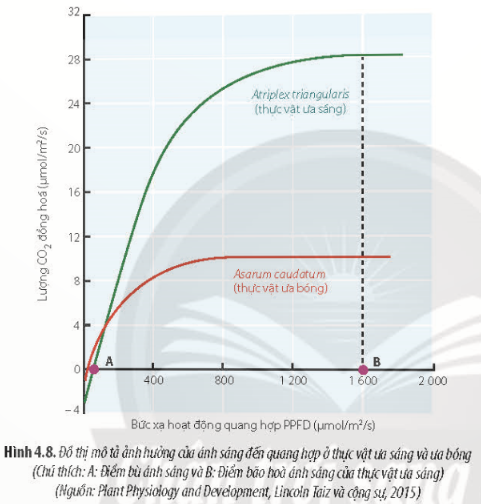 32
28
24
20
16
12
8
4
0
– 4
Lượng CO2 đồng hoá (µmol/m²/s)
Atriplex triangularis
(thực vật ưa sáng)
Asarum caudatum
(thực vật ưa bóng)
A
B
400
800
1 200
1 600
2 000
Bức xạ hoạt động quang hợp PPFD (µmol/m²/s)
Hình 4.8. Đồ thị mô tả ảnh hưởng của ánh sáng đến quang hợp ở thực vật ưa sáng và ưa bóng
(Chú thích: A: Điểm bù ánh sáng và B: Điểm bão hoà ánh sáng của thực vật ưa sáng)
(Nguồn: Plant Physiology and Development, Lincoln Taiz và cộng sự, 2015)